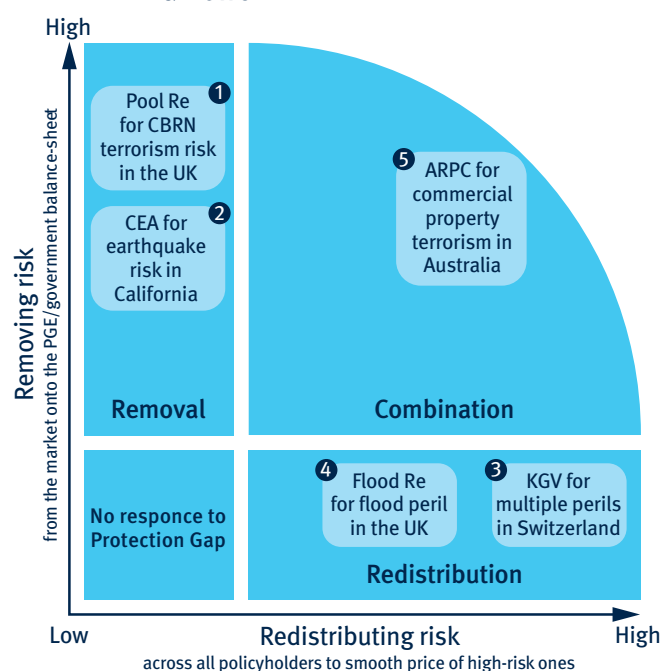 High
Removing risk
from the market onto the PGE/government balance-sheet
1
Pool Re
for CBRN
terrorism risk
in the UK
2
CEA for
earthquake
risk in
California
Removal
5
ARPC for
commercial
property
terrorism in
Australia
Combination
No responce to
Protection Gap
4
Flood Re
for flood peril
in the UK
3
KGV for
multiple perils
in Switzerland
Redistribution
Low
Redistributing risk
High
across all policyholders to smooth price of high-risk ones